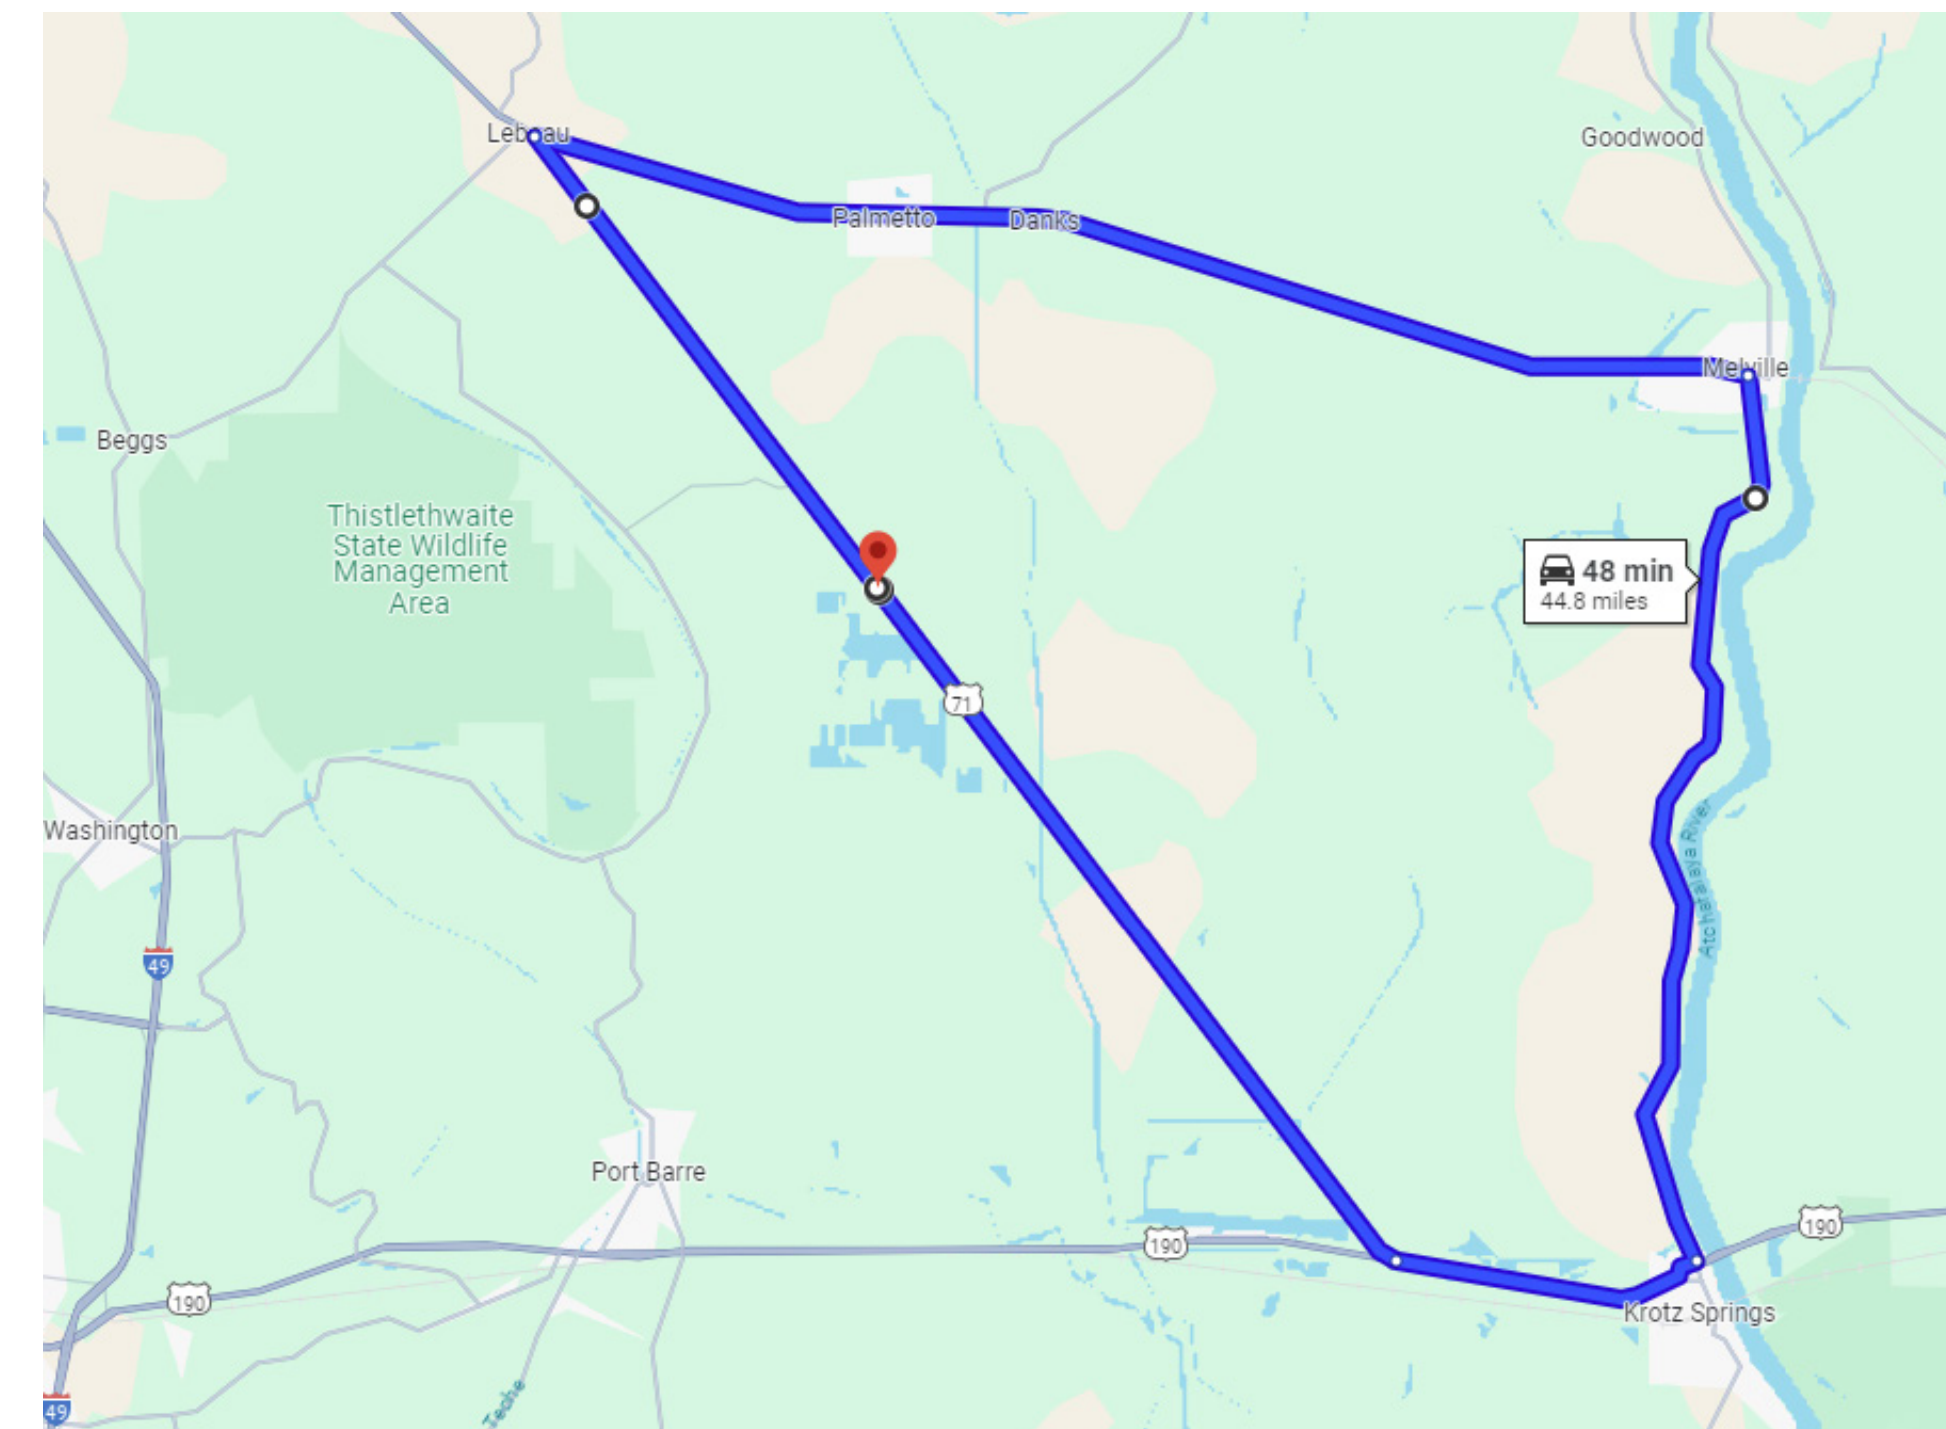 Lebeau
Goodwood
Palmetto
Danks
Melville
Beggs
Thistlethwaite
State Wildlife
Management
Area
48 min
44.8 miles
71
Washington
Atchafalaya River
49
Port Barre
190
190
190
Krotz Springs
Teche
49